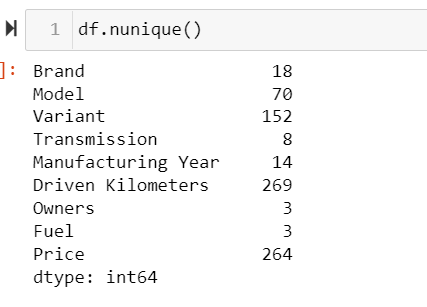 1 df.nunique()
]:
Brand 18
Model 70
Variant 152
Transmission 8
Manufacturing Year 14
Driven Kilometers 269
Owners 3
Fuel 3
Price 264
dtype: int64